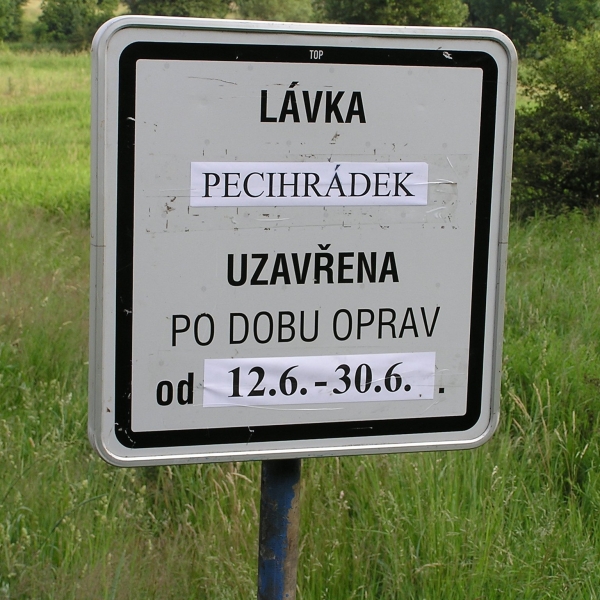 TOP
LÁVKA
PECIHRÁDEK
UZAVŘENA
PO DOBU OPRAV
od 12.6.-30.6. .